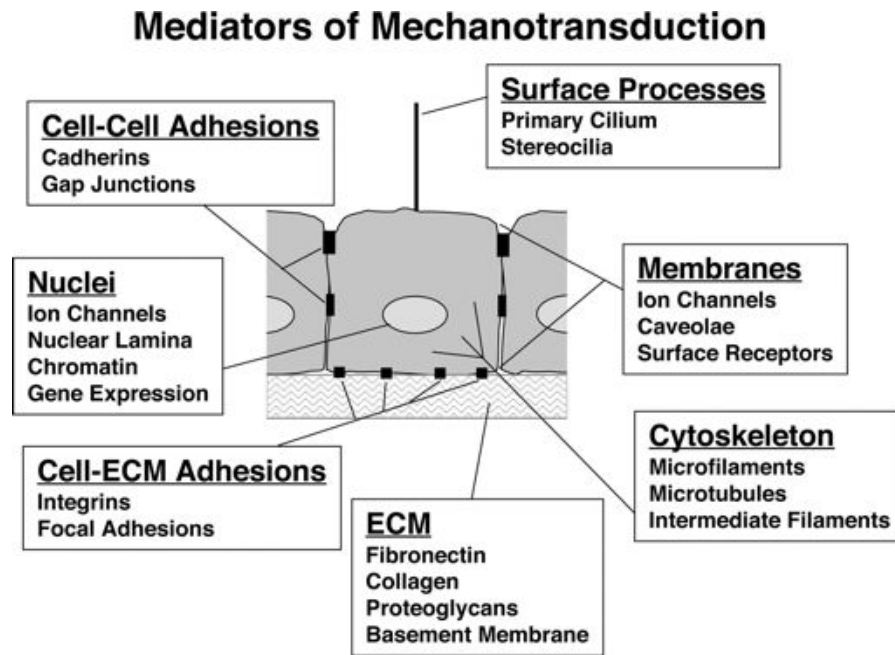 Mediators of Mechanotransduction
Surface Processes
Primary Cilium
Stereocilia
Cell-Cell Adhesions
Cadherins
Gap Junctions
Nuclei
Ion Channels
Nuclear Lamina
Chromatin
Gene Expression
Membranes
Ion Channels
Caveolae
Surface Receptors
Cell-ECM Adhesions
Integrins
Focal Adhesions
ECM
Fibronectin
Collagen
Proteoglycans
Basement Membrane
Cytoskeleton
Microfilaments
Microtubules
Intermediate Filaments